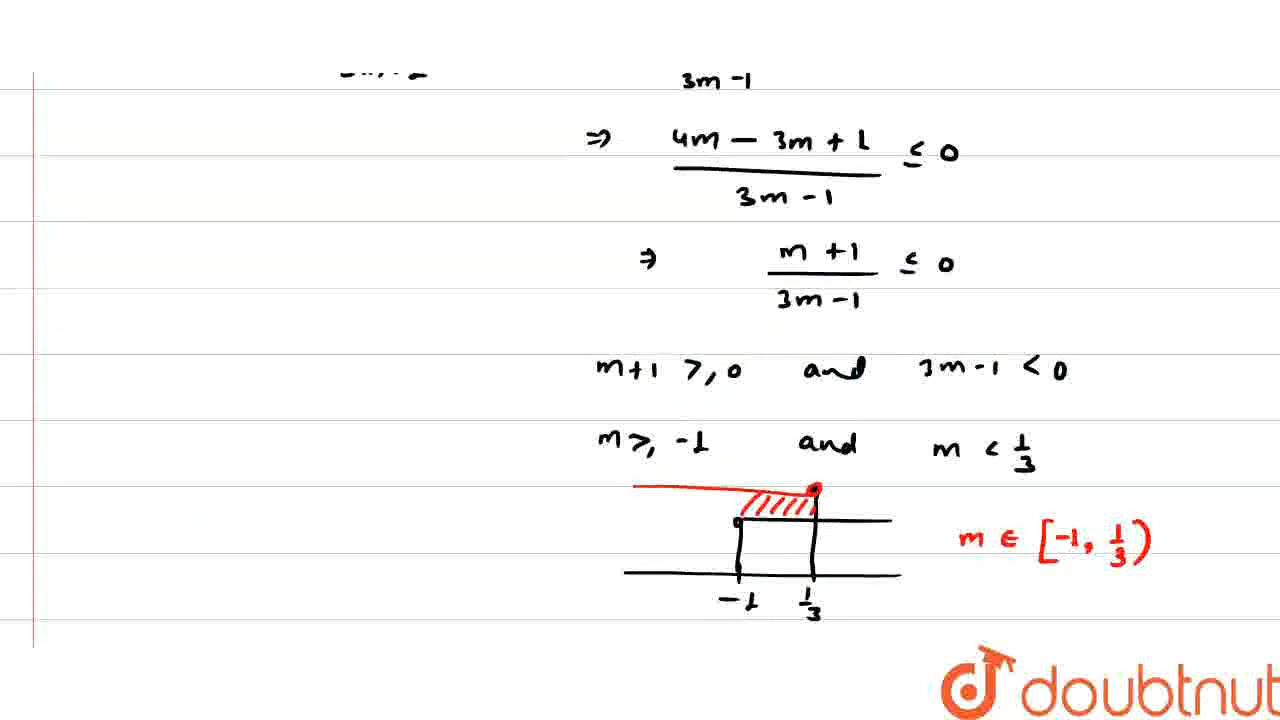 3m - 1
⇒ 4m - 3m + 1 ≤ 0
3m - 1
⇒ m + 1 ≤ 0
3m - 1
m + 1 ≥ 0 and 3m - 1 < 0
m ≥ -1 and m < 1/3
m ∈ [-1, 1/3)
-1 1/3
doubtnut